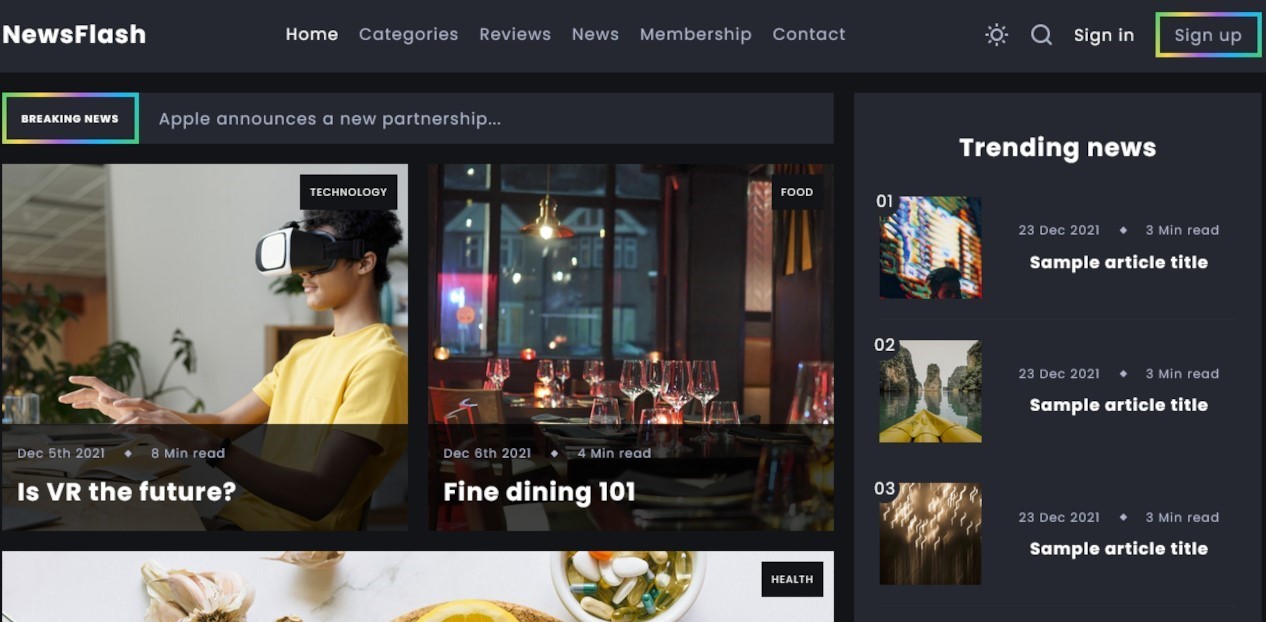 NewsFlash
Home Categories Reviews News Membership Contact
Sign in Sign up
BREAKING NEWS Apple announces a new partnership...
TECHNOLOGY
Dec 5th 2021 ◆ 8 Min read
Is VR the future?
FOOD
Dec 6th 2021 ◆ 4 Min read
Fine dining 101
HEALTH
Trending news
01
23 Dec 2021 ◆ 3 Min read
Sample article title
02
23 Dec 2021 ◆ 3 Min read
Sample article title
03
23 Dec 2021 ◆ 3 Min read
Sample article title